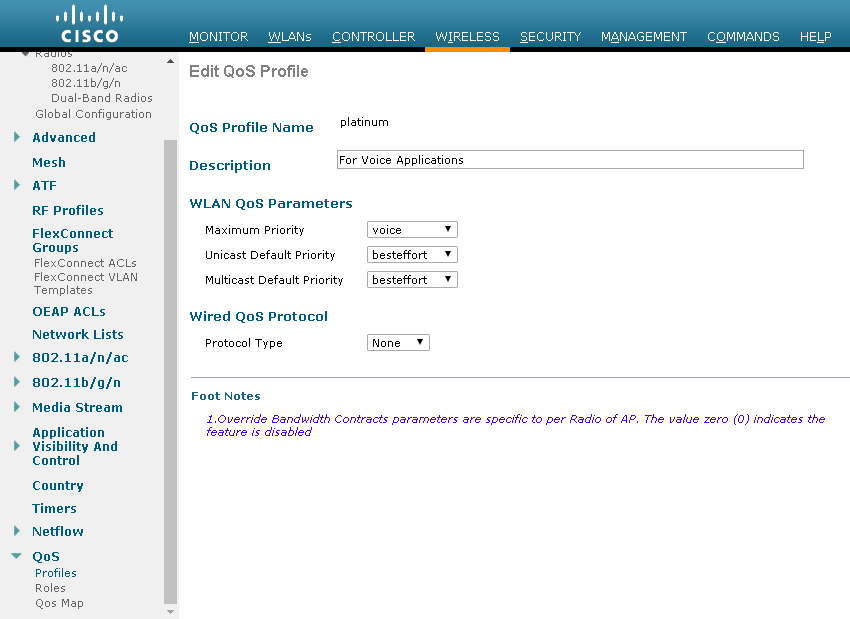 CISCO
MONITOR WLANs CONTROLLER WIRELESS SECURITY MANAGEMENT COMMANDS HELP
Radios
802.11a/n/ac
802.11b/g/n
Dual-Band Radios
Global Configuration
Advanced
Mesh
ATF
RF Profiles
FlexConnect
Groups
FlexConnect ACLs
FlexConnect VLAN
Templates
OEAP ACLs
Network Lists
802.11a/n/ac
802.11b/g/n
Media Stream
Application
Visibility And
Control
Country
Timers
Netflow
QoS
Profiles
Roles
Qos Map
Edit QoS Profile
QoS Profile Name platinum
Description For Voice Applications
WLAN QoS Parameters
Maximum Priority voice
Unicast Default Priority besteffort
Multicast Default Priority besteffort
Wired QoS Protocol
Protocol Type None
Foot Notes
1.Override Bandwidth Contracts parameters are specific to per Radio of AP. The value zero (0) indicates the
feature is disabled